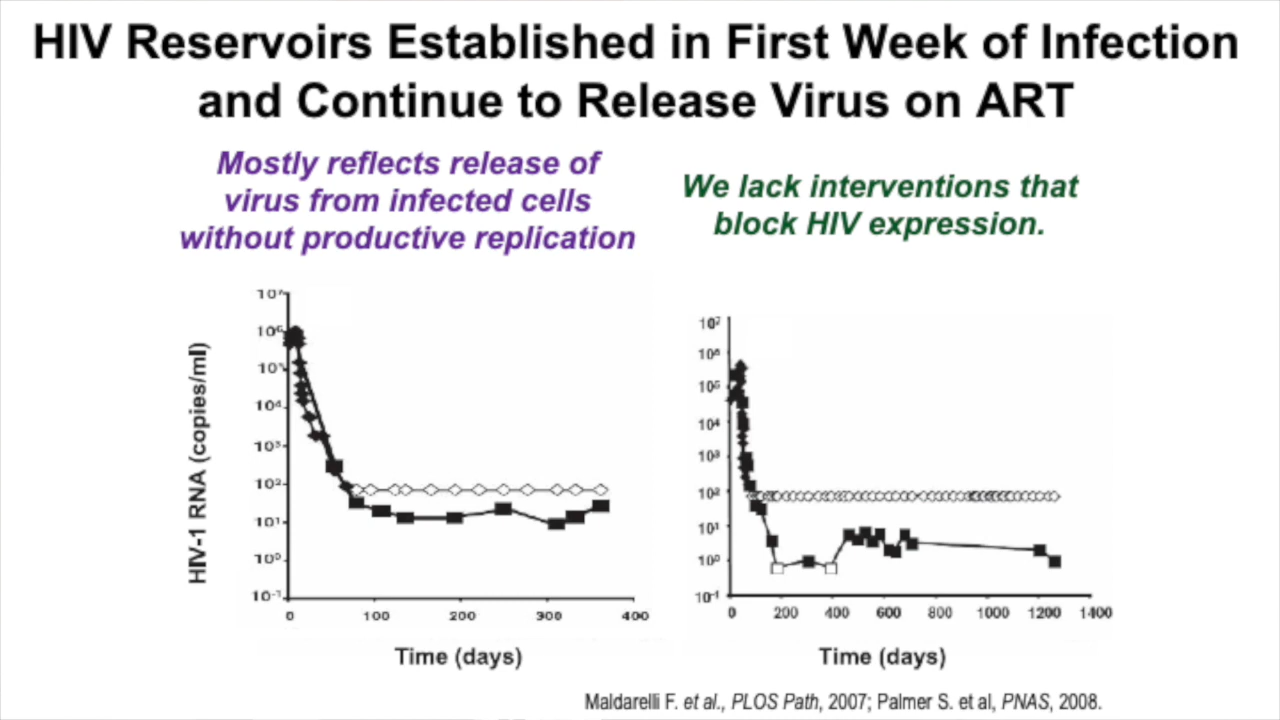 HIV Reservoirs Established in First Week of Infection
and Continue to Release Virus on ART
Mostly reflects release of
virus from infected cells
without productive replication
We lack interventions that
block HIV expression.
HIV-1 RNA (copies/ml)
10⁷
10⁶
10⁵
10⁴
10³
10²
10¹
10⁰
10⁻¹
0 100 200 300 400
Time (days)
10⁷
10⁶
10⁵
10⁴
10³
10²
10¹
10⁰
10⁻¹
0 200 400 600 800 1000 1200 1400
Time (days)
Maldarelli F. et al., PLOS Path, 2007; Palmer S. et al, PNAS, 2008.